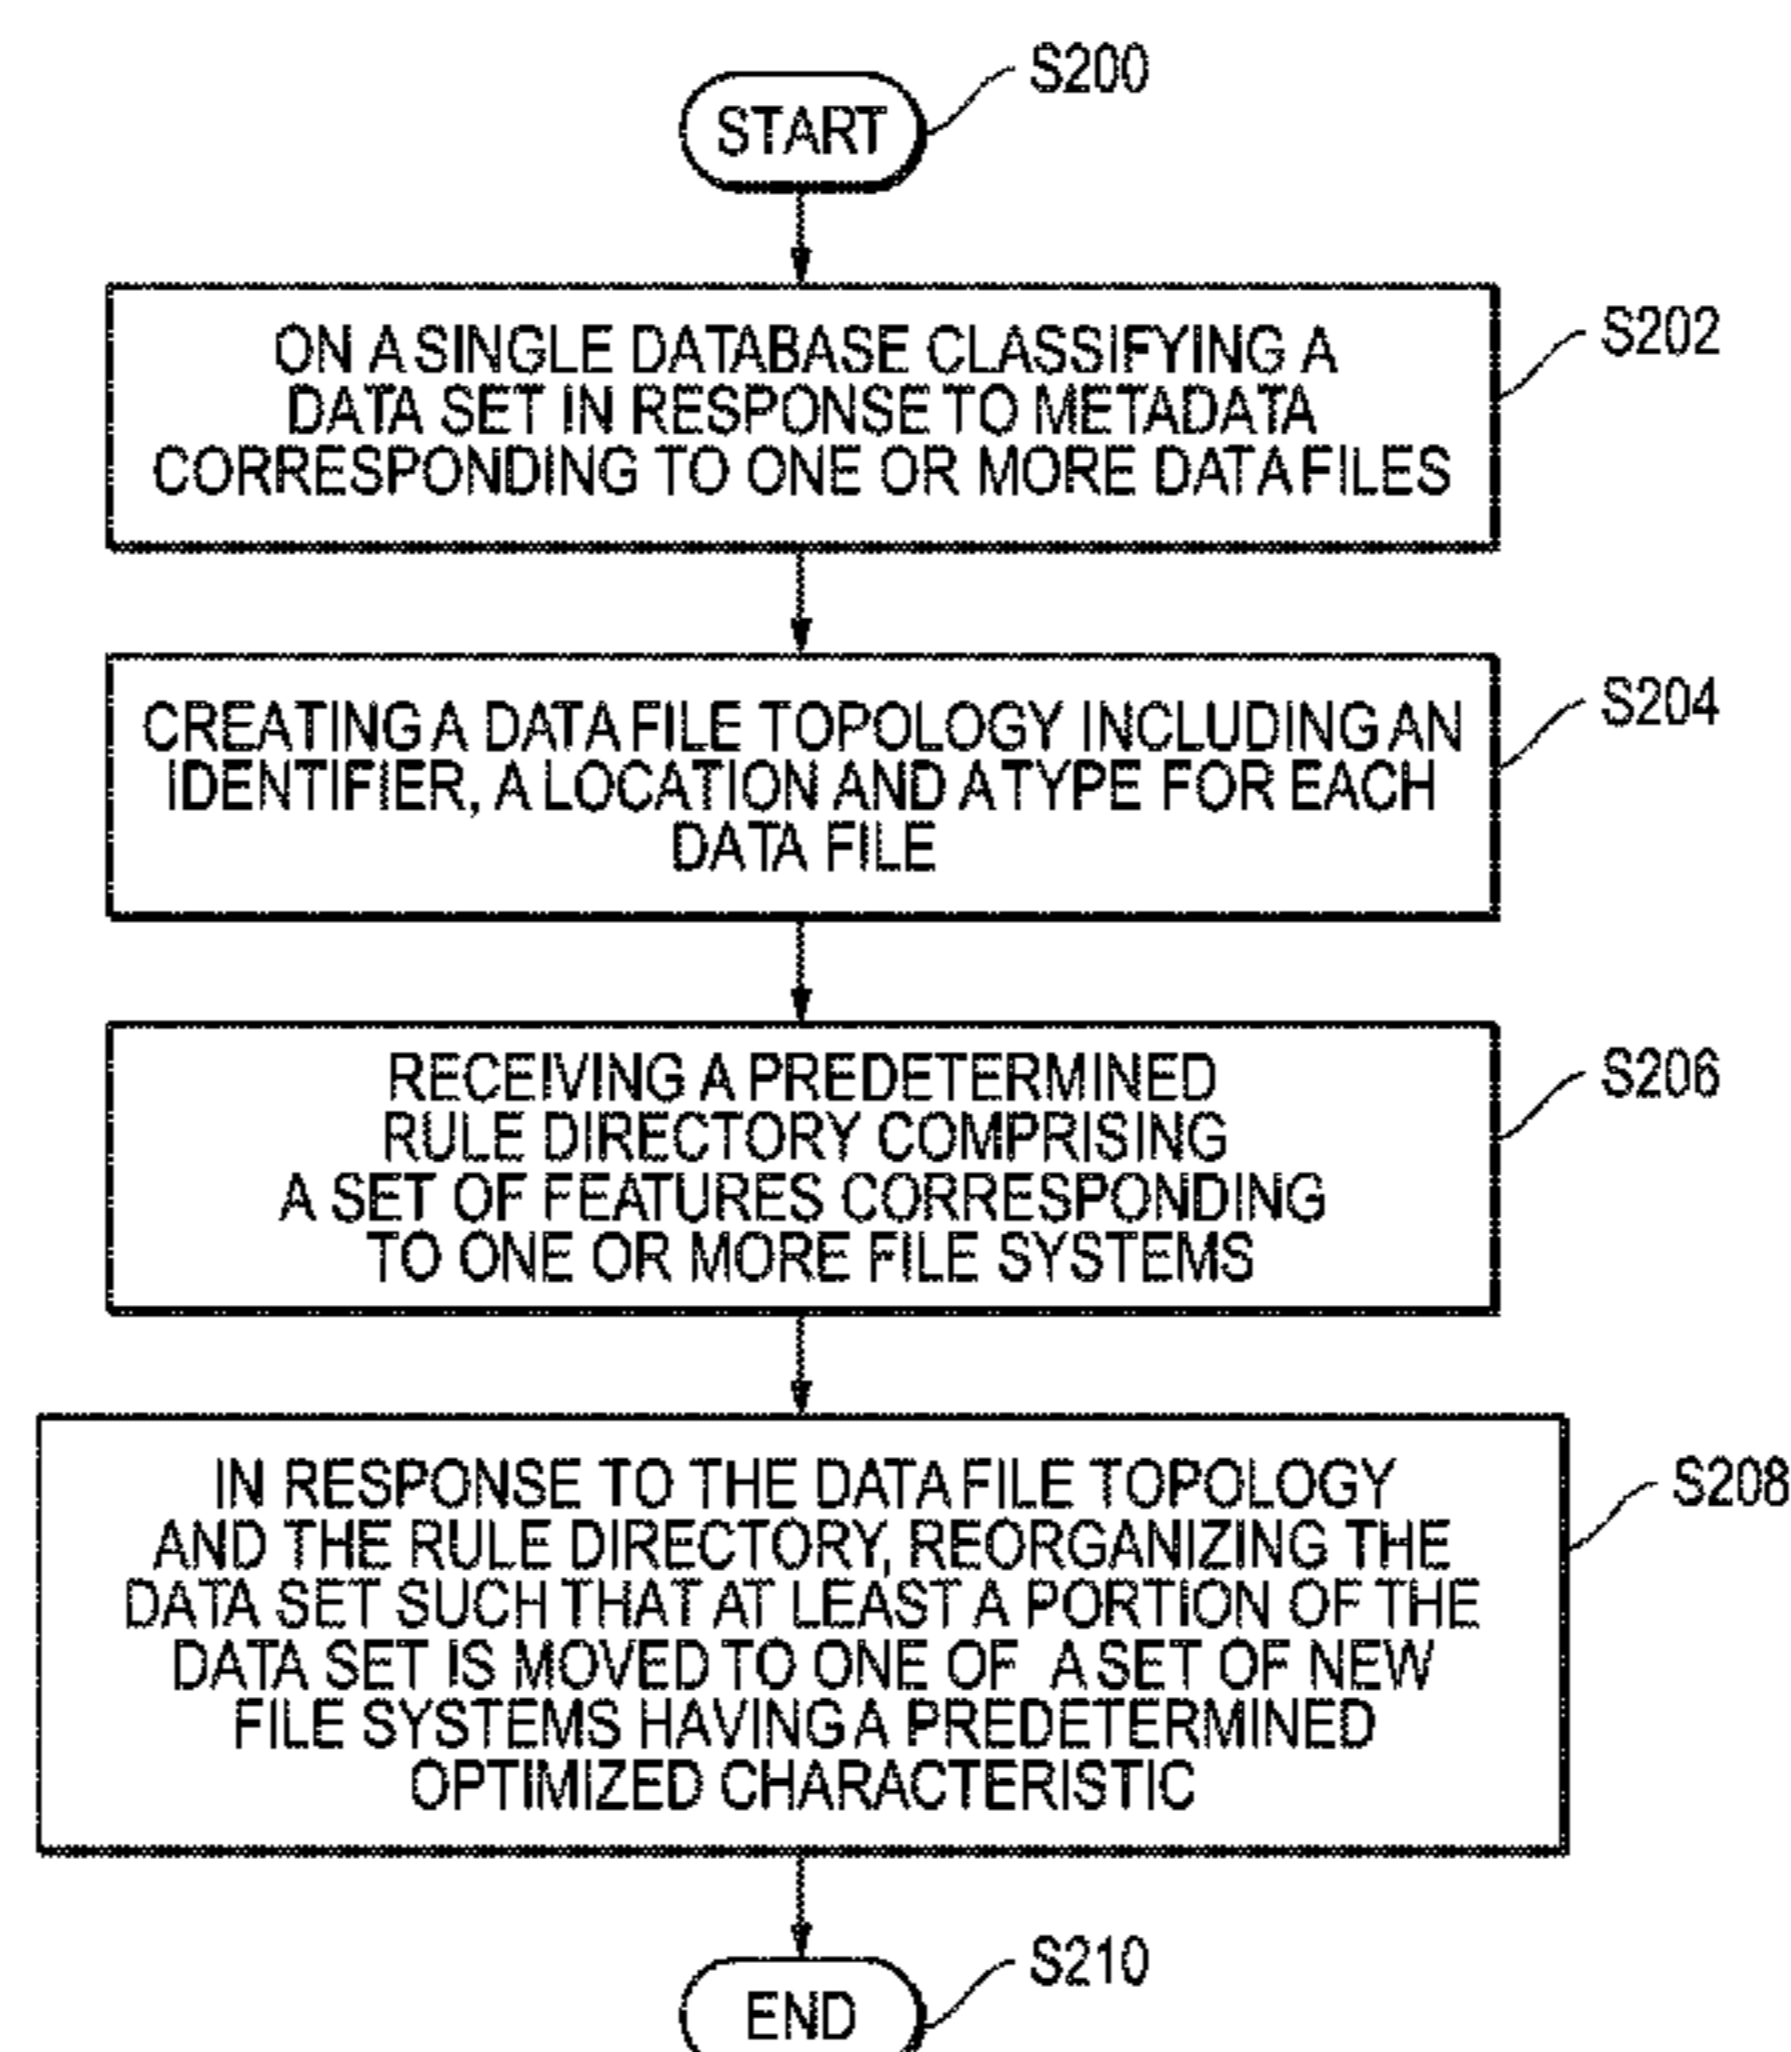 START
S200
ON A SINGLE DATABASE CLASSIFYING A
DATA SET IN RESPONSE TO METADATA
CORRESPONDING TO ONE OR MORE DATA FILES
S202
CREATING A DATA FILE TOPOLOGY INCLUDING AN
IDENTIFIER, A LOCATION AND A TYPE FOR EACH
DATA FILE
S204
RECEIVING A PREDETERMINED
RULE DIRECTORY COMPRISING
A SET OF FEATURES CORRESPONDING
TO ONE OR MORE FILE SYSTEMS
S206
IN RESPONSE TO THE DATA FILE TOPOLOGY
AND THE RULE DIRECTORY, REORGANIZING THE
DATA SET SUCH THAT AT LEAST A PORTION OF THE
DATA SET IS MOVED TO ONE OF A SET OF NEW
FILE SYSTEMS HAVING A PREDETERMINED
OPTIMIZED CHARACTERISTIC
S208
END
S210